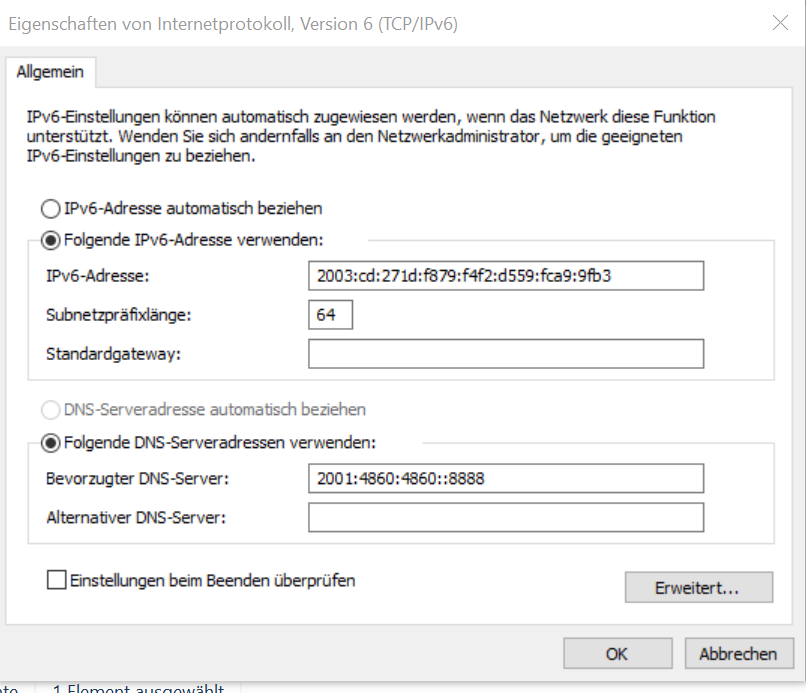 Eigenschaften von Internetprotokoll, Version 6 (TCP/IPv6)
Allgemein
IPv6-Einstellungen können automatisch zugewiesen werden, wenn das Netzwerk diese Funktion
unterstützt. Wenden Sie sich andernfalls an den Netzwerkadministrator, um die geeigneten
IPv6-Einstellungen zu beziehen.
IPv6-Adresse automatisch beziehen
Folgende IPv6-Adresse verwenden:
IPv6-Adresse: 2003:cd:271d:f879:f4f2:d559:fca9:9fb3
Subnetzpräfixlänge: 64
Standardgateway:
DNS-Serveradresse automatisch beziehen
Folgende DNS-Serveradressen verwenden:
Bevorzugter DNS-Server: 2001:4860:4860::8888
Alternativer DNS-Server:
Einstellungen beim Beenden überprüfen
Erweitert...
OK Abbrechen
1 Element ausgewählt